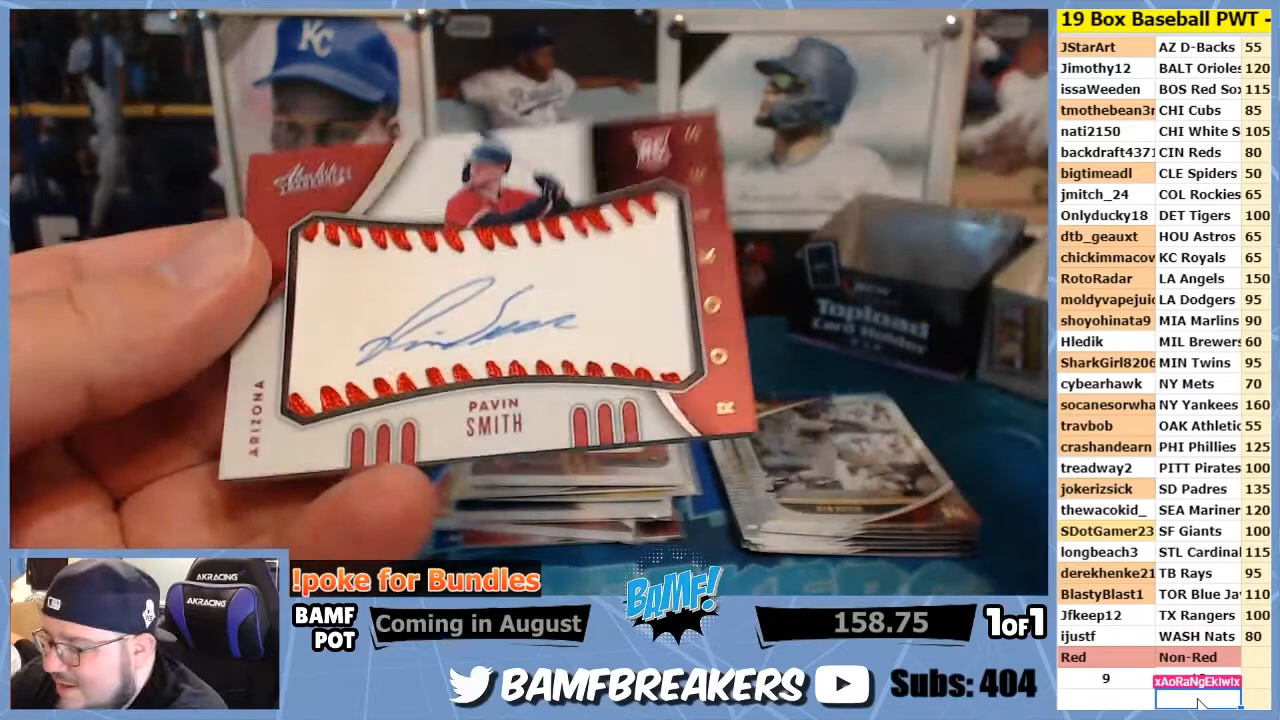 KC
Absolute
RC
ARIZONA
PAVIN
SMITH
Topload
Card Holder
AKRACING
AKRACING
!poke for Bundles
BAMF
POT
Coming in August
BAMF!
158.75
1OF1
BAMFBREAKERS
Subs: 404
19 Box Baseball PWT -
JStarArt AZ D-Backs 55
Jimothy12 BALT Orioles 120
issaWeeden BOS Red Sox 115
tmothebean3r CHI Cubs 85
nati2150 CHI White S 105
backdraft4371 CIN Reds 80
bigtimeadl CLE Spiders 50
jmitch_24 COL Rockies 65
Onlyducky18 DET Tigers 100
dtb_geauxt HOU Astros 65
chickimmacow KC Royals 65
RotoRadar LA Angels 150
moldyvapejuic LA Dodgers 95
shoyohinata9 MIA Marlins 90
Hledik MIL Brewers 60
SharkGirl8206 MIN Twins 95
cybearhawk NY Mets 70
socanesorwha NY Yankees 160
travbob OAK Athletic 55
crashandearn PHI Phillies 125
treadway2 PITT Pirates 100
jokerizsick SD Padres 135
thewacokid_ SEA Mariner 120
SDotGamer23 SF Giants 100
longbeach3 STL Cardinal 115
derekhenke21 TB Rays 95
BlastyBlast1 TOR Blue Ja 110
Jfkeep12 TX Rangers 100
ijustf WASH Nats 80
Red Non-Red
9
xAoRaNgEkIwIx